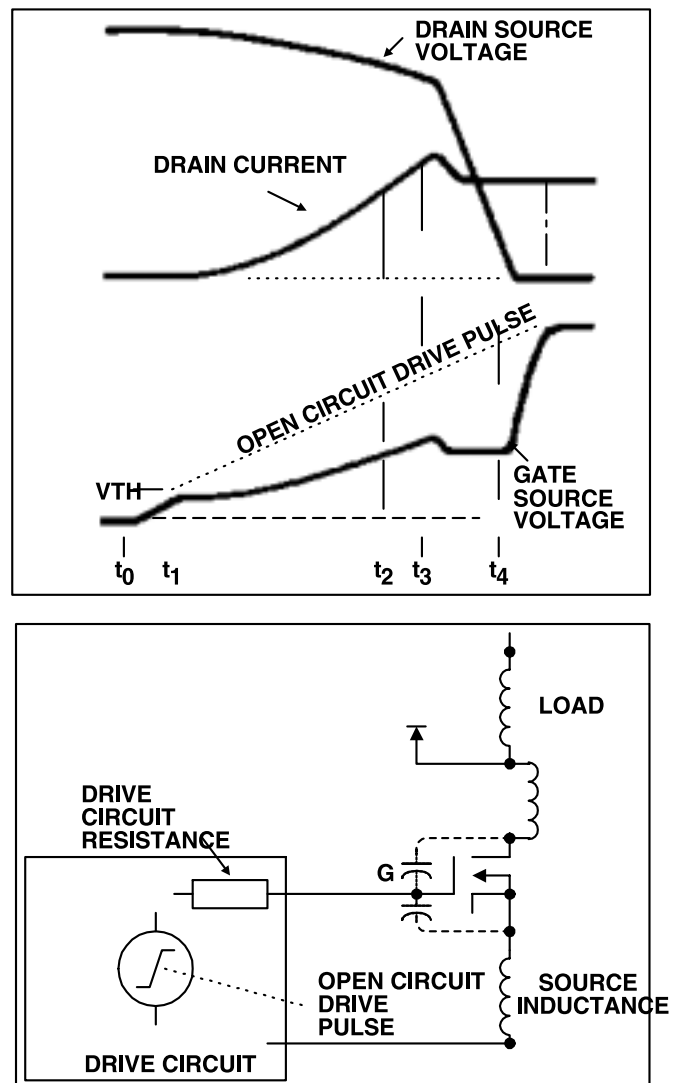 DRAIN SOURCE
VOLTAGE
DRAIN CURRENT
OPEN CIRCUIT DRIVE PULSE
VTH
GATE
SOURCE
VOLTAGE
t0 t1 t2 t3 t4
LOAD
DRIVE
CIRCUIT
RESISTANCE
G
OPEN CIRCUIT
DRIVE
PULSE
SOURCE
INDUCTANCE
DRIVE CIRCUIT